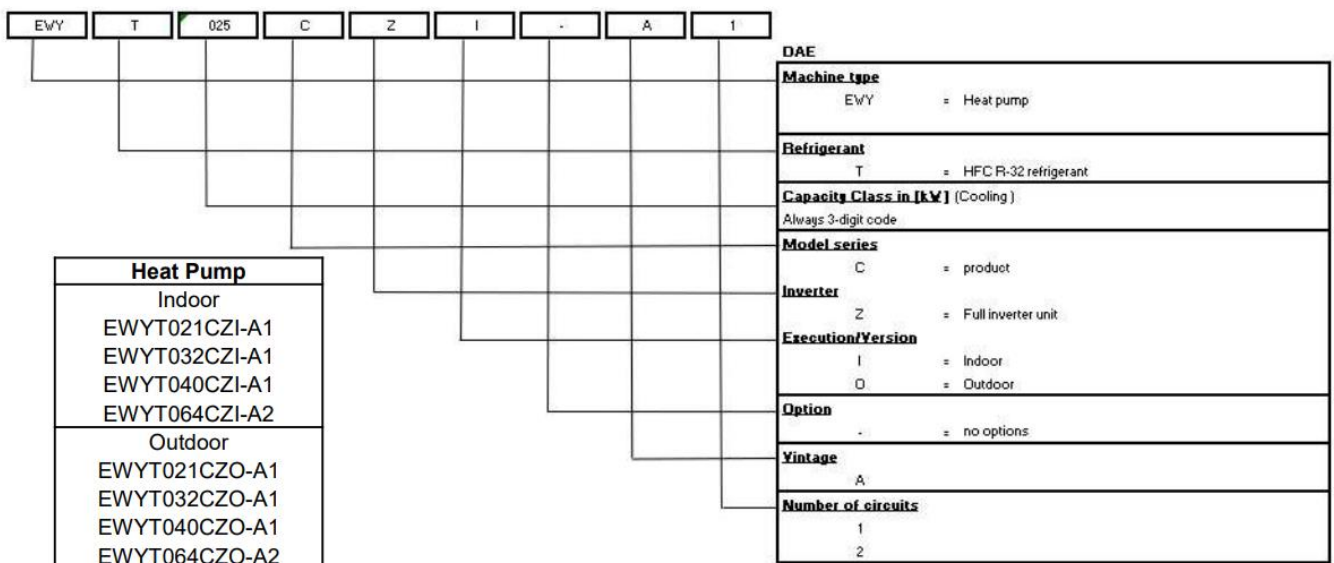 EWY T 025 C Z I - A 1
DAE
Machine type
EWY = Heat pump
Refrigerant
T = HFC R-32 refrigerant
Capacity Class in [kW] (Cooling)
Always 3-digit code
Model series
C = product
Inverter
Z = Full inverter unit
Execution/Version
I = Indoor
O = Outdoor
Option
- = no options
Vintage
A
Number of circuits
1
2
Heat Pump
Indoor
EWYT021CZI-A1
EWYT032CZI-A1
EWYT040CZI-A1
EWYT064CZI-A2
Outdoor
EWYT021CZO-A1
EWYT032CZO-A1
EWYT040CZO-A1
EWYT064CZO-A2